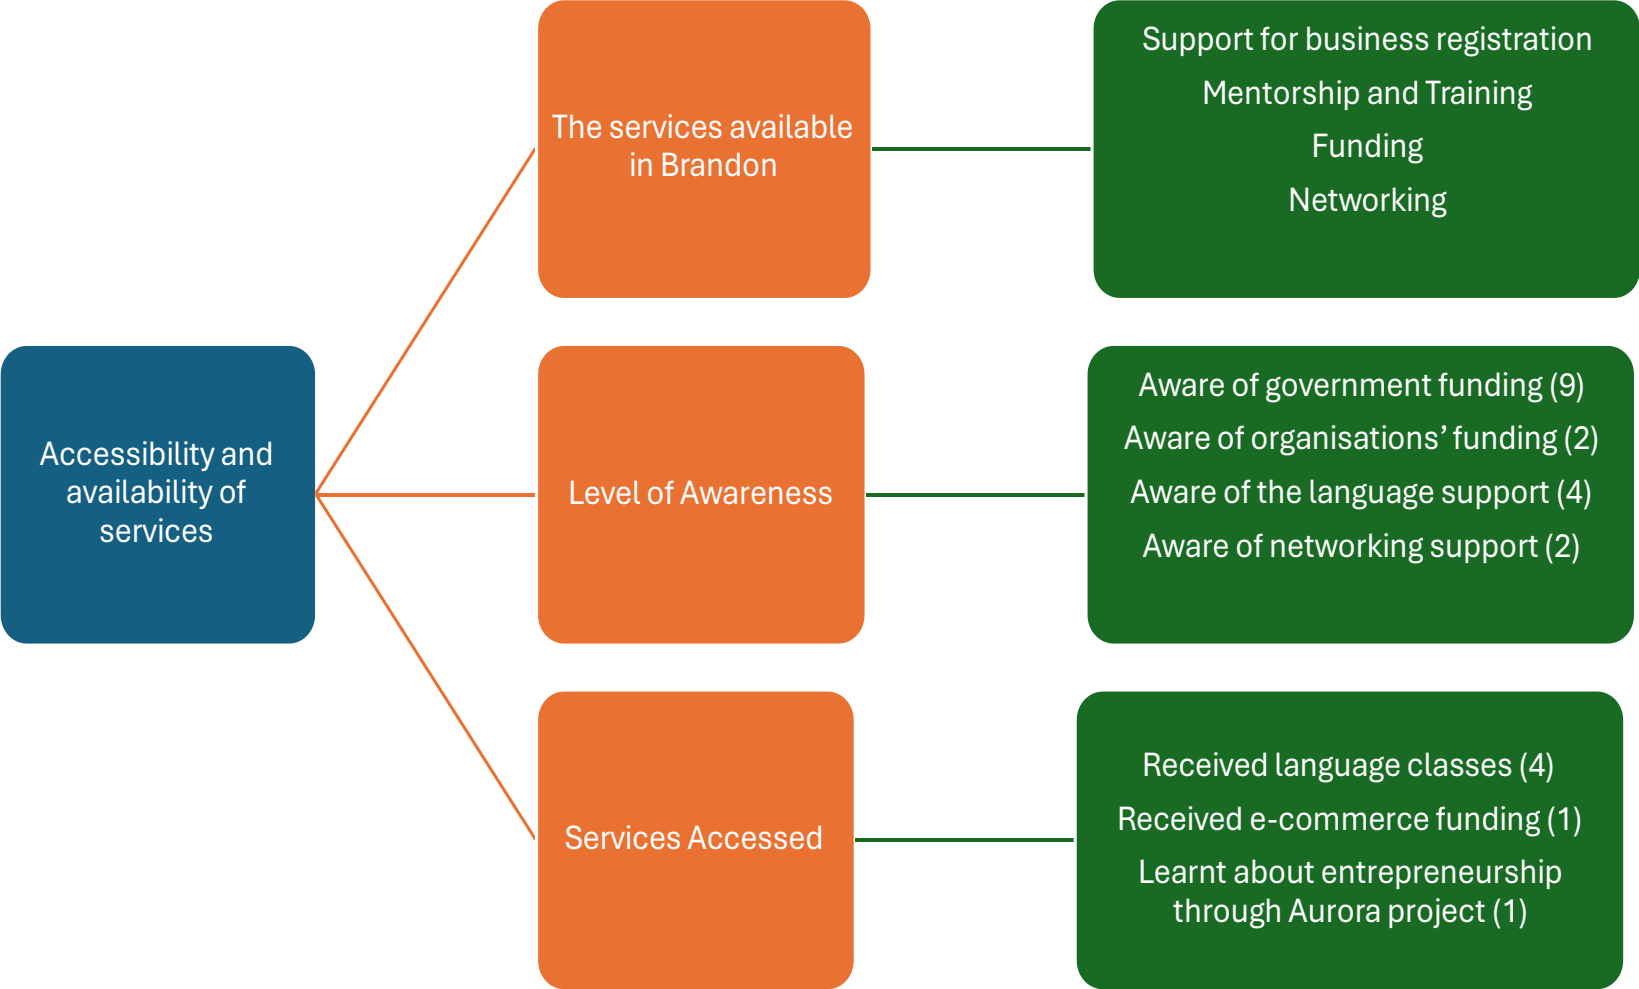 Accessibility and
availability of
services
The services available
in Brandon
Support for business registration
Mentorship and Training
Funding
Networking
Level of Awareness
Aware of government funding (9)
Aware of organisations’ funding (2)
Aware of the language support (4)
Aware of networking support (2)
Services Accessed
Received language classes (4)
Received e-commerce funding (1)
Learnt about entrepreneurship
through Aurora project (1)